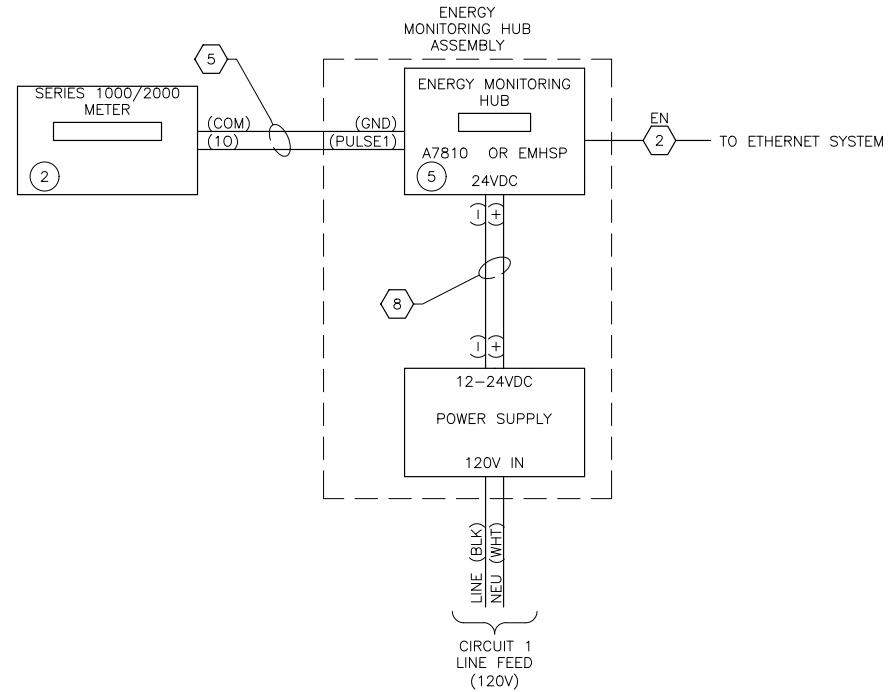 ENERGY
MONITORING HUB
ASSEMBLY
5
SERIES 1000/2000
METER
2
(COM) (GND)
(10) (PULSE1)
ENERGY MONITORING
HUB
A7810 OR EMHSP
5
24VDC
EN
2
TO ETHERNET SYSTEM
(-) (+)
8
(-) (+)
12-24VDC
POWER SUPPLY
120V IN
LINE (BLK)
NEU (WHT)
CIRCUIT 1
LINE FEED
(120V)